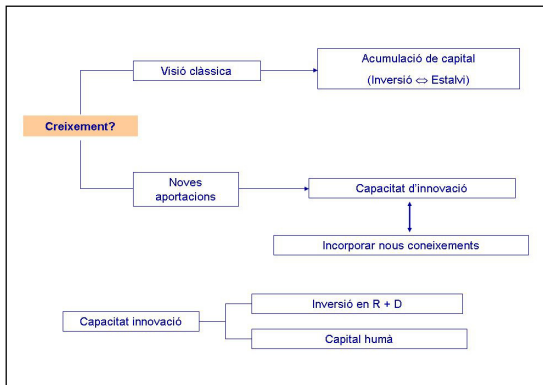 Visió clàssica
Acumulació de capital
(Inversió ⇔ Estalvi)
Creixement?
Noves
aportacions
Capacitat d'innovació
Incorporar nous coneixements
Capacitat innovació
Inversió en R + D
Capital humà